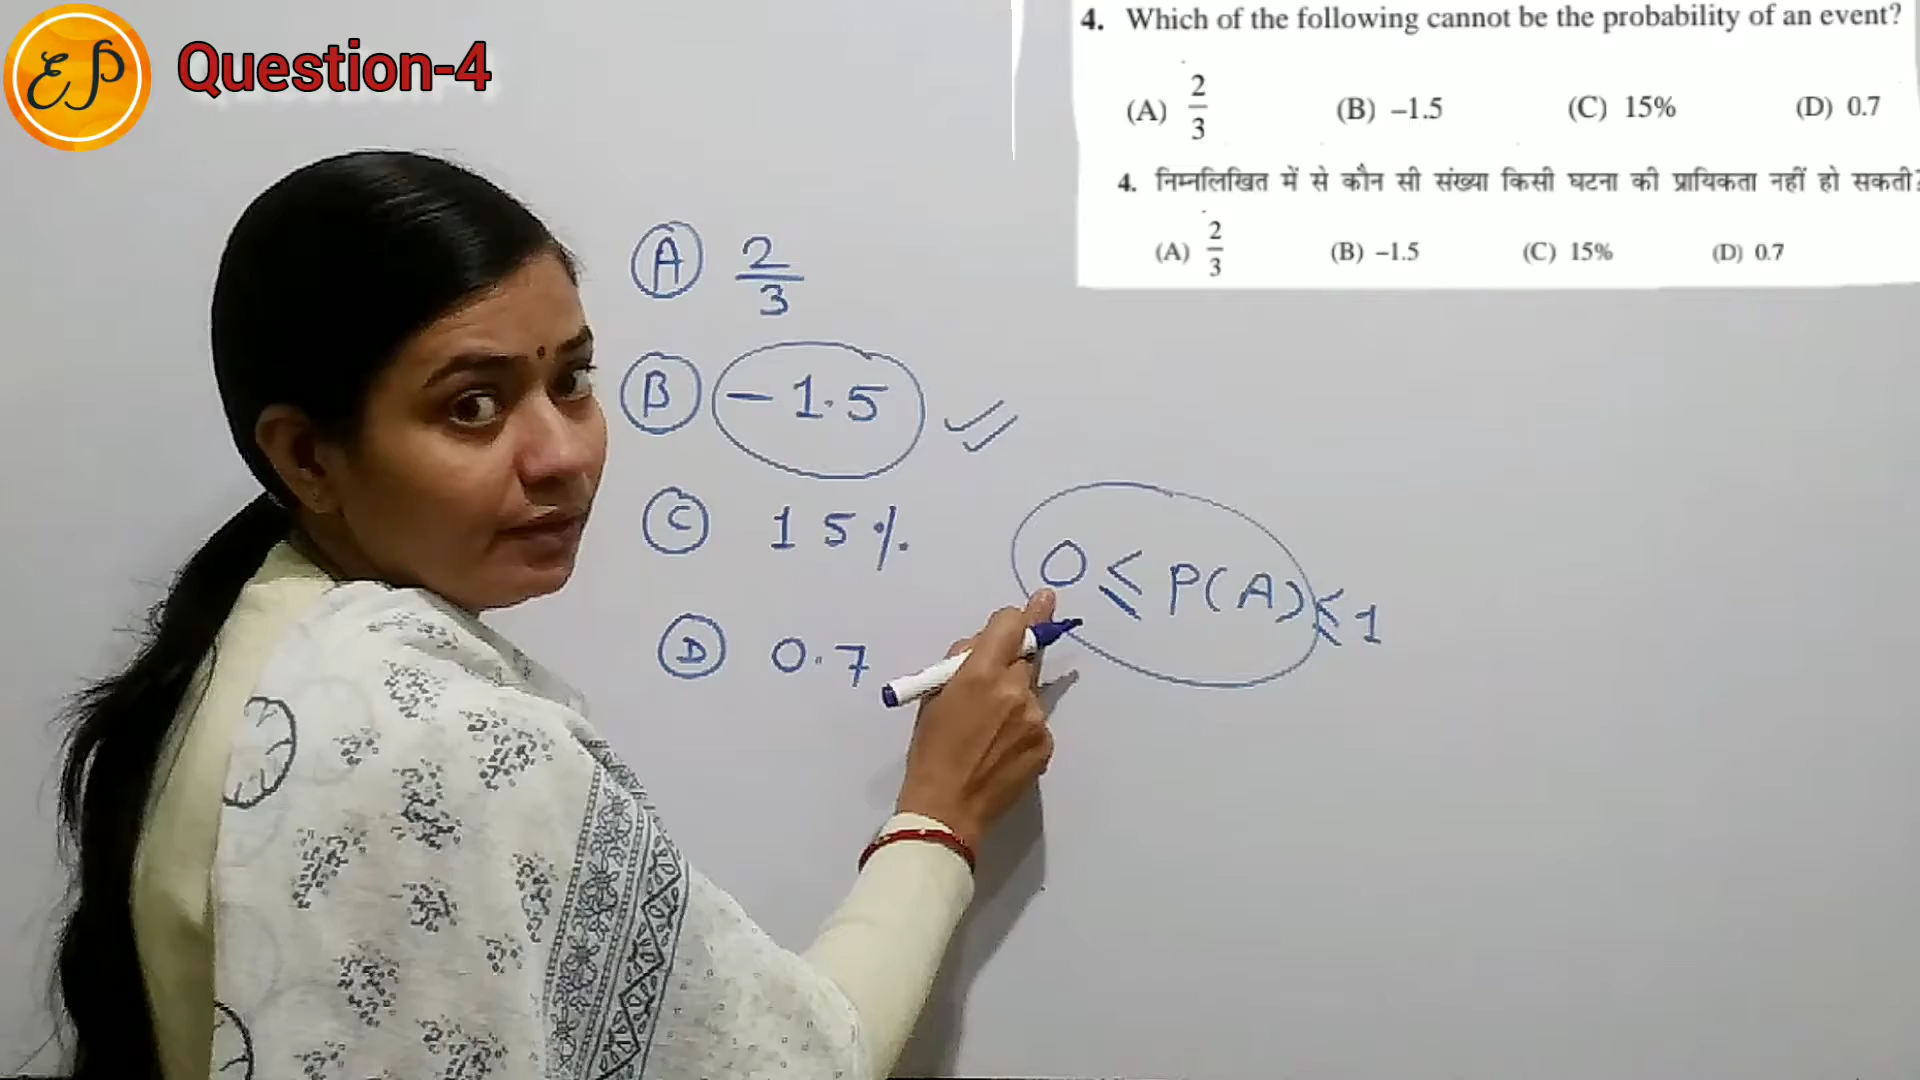 EP
Question-4
4. Which of the following cannot be the probability of an event?
(A) 2/3 (B) –1.5 (C) 15% (D) 0.7
4. निम्नलिखित में से कौन सी संख्या किसी घटना की प्रायिकता नहीं हो सकती?
(A) 2/3 (B) –1.5 (C) 15% (D) 0.7
A 2/3
B - 1.5
C 15%
D 0.7
0 ≤ P(A) ≤ 1